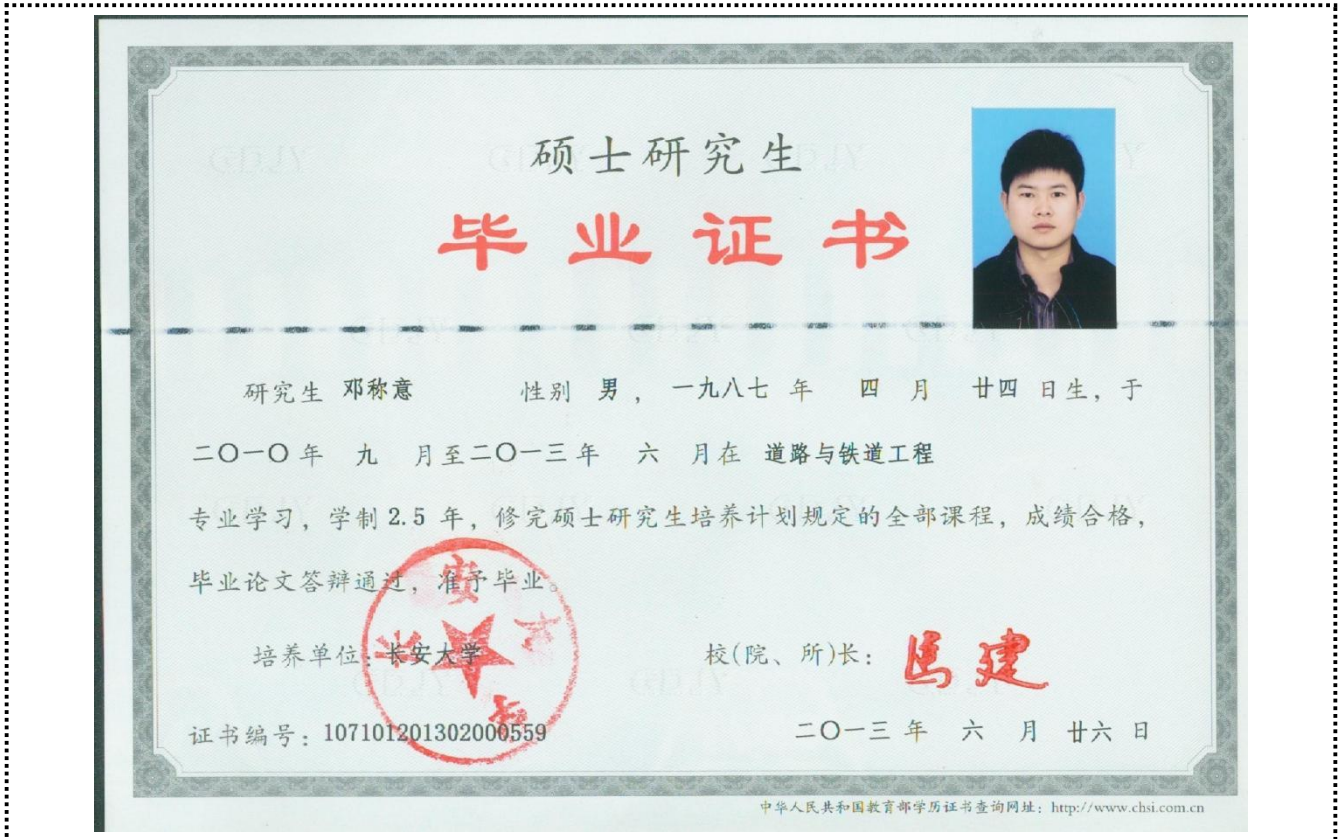 硕士研究生
毕业证书
研究生 邓称意 性别 男 ， 一九八七 年 四 月 廿四 日生，于
二〇一〇年 九 月至二〇一三年 六 月在 道路与铁道工程
专业学习，学制 2.5 年，修完硕士研究生培养计划规定的全部课程，成绩合格，
毕业论文答辩通过，准予毕业。
培养单位：长安大学
校(院、所)长：马建
证书编号：107101201302000559
二〇一三 年 六 月 廿六 日
中华人民共和国教育部学历证书查询网址：http://www.chsi.com.cn